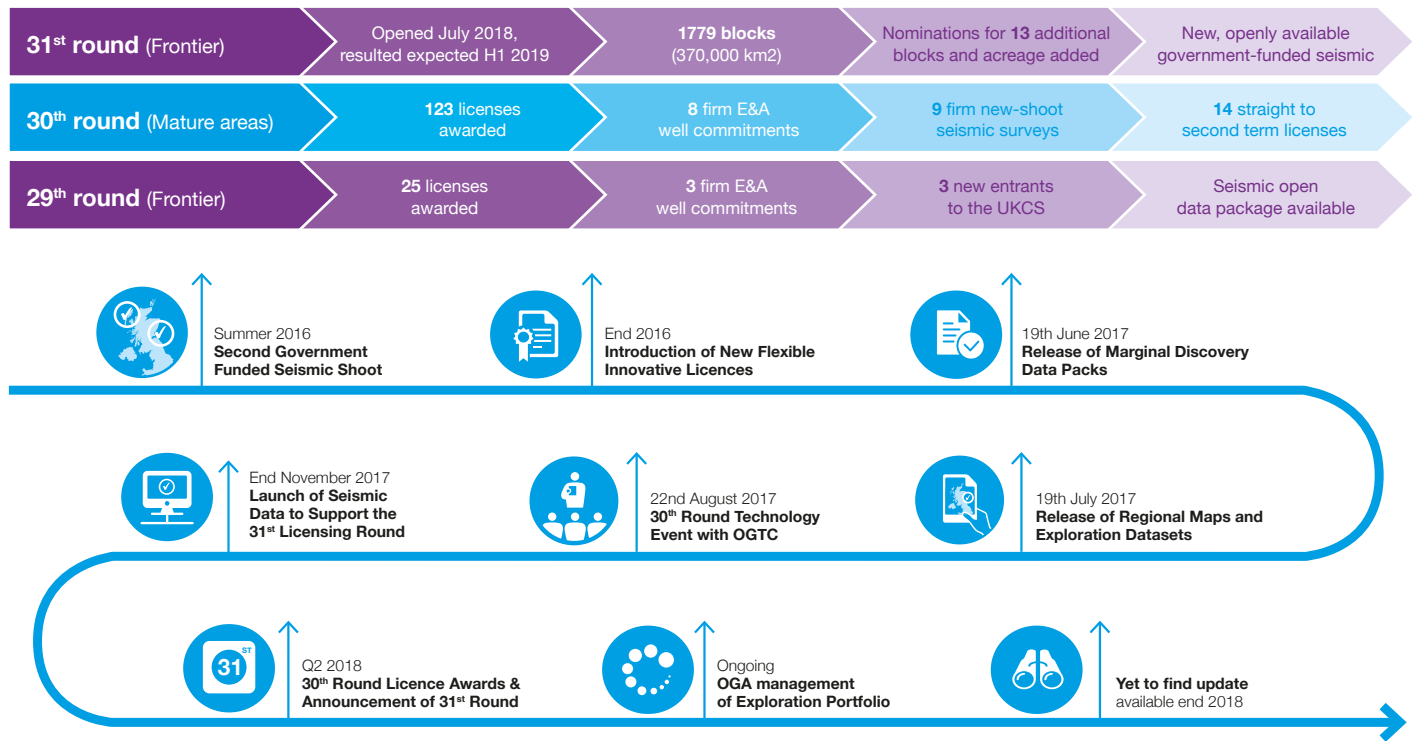 31st round (Frontier)
Opened July 2018,
resulted expected H1 2019
1779 blocks
(370,000 km2)
Nominations for 13 additional
blocks and acreage added
New, openly available
government-funded seismic
30th round (Mature areas)
123 licenses
awarded
8 firm E&A
well commitments
9 firm new-shoot
seismic surveys
14 straight to
second term licenses
29th round (Frontier)
25 licenses
awarded
3 firm E&A
well commitments
3 new entrants
to the UKCS
Seismic open
data package available
Summer 2016
Second Government
Funded Seismic Shoot
End 2016
Introduction of New Flexible
Innovative Licences
19th June 2017
Release of Marginal Discovery
Data Packs
19th July 2017
Release of Regional Maps and
Exploration Datasets
22nd August 2017
30th Round Technology
Event with OGTC
End November 2017
Launch of Seismic
Data to Support the
31st Licensing Round
31ST
Q2 2018
30th Round Licence Awards &
Announcement of 31st Round
Ongoing
OGA management
of Exploration Portfolio
Yet to find update
available end 2018